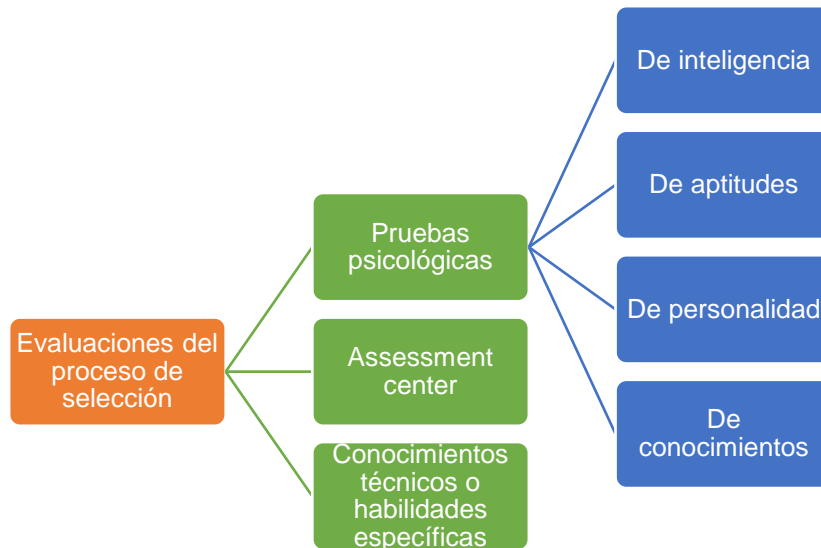 Evaluaciones del
proceso de
selección
Pruebas
psicológicas
Assessment
center
Conocimientos
técnicos o
habilidades
específicas
De inteligencia
De aptitudes
De personalidad
De
conocimientos